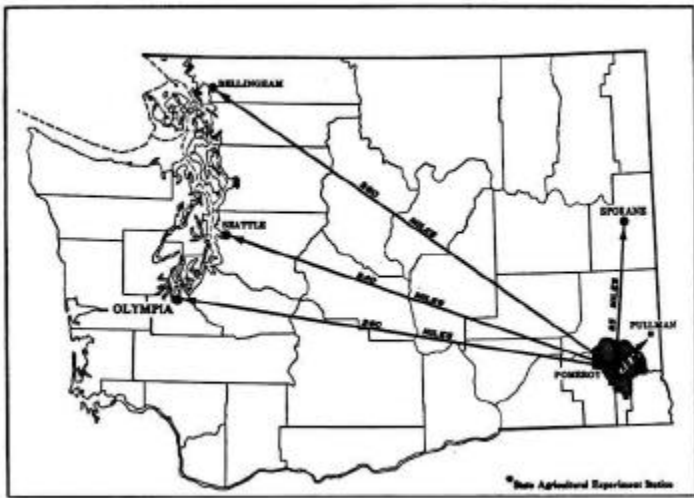 BELLINGHAM
MILES
SPOKANE
SEATTLE
MILES
MILES
OLYMPIA
MILES
PULLMAN
POMEROY
*State Agricultural Experiment Station